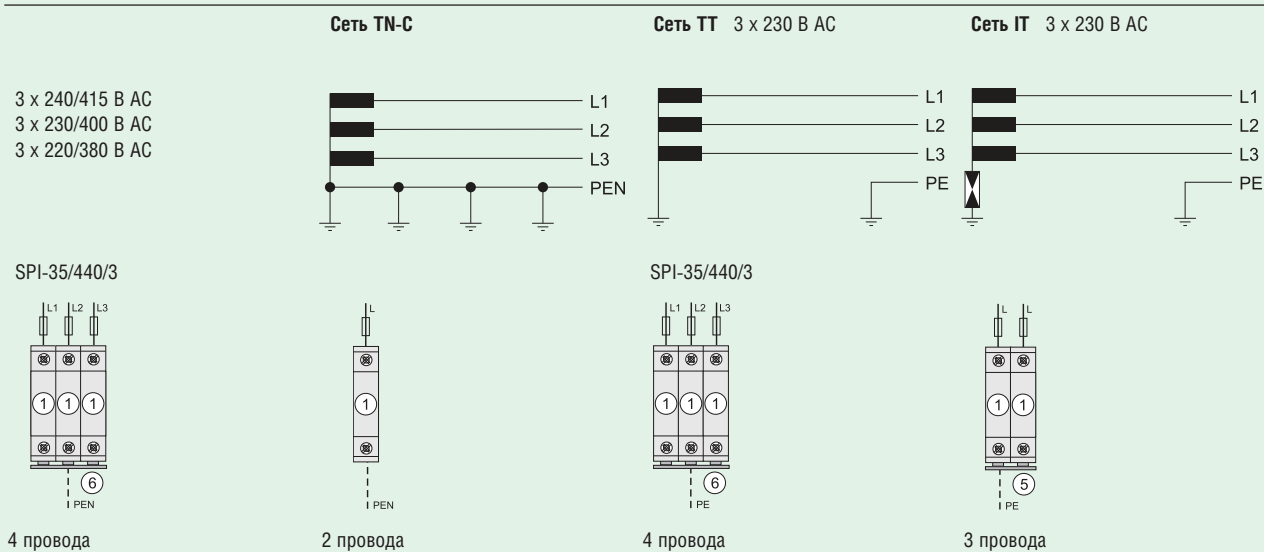 Сеть TN-C
Сеть TT 3 x 230 В AC
Сеть IT 3 x 230 В AC
3 x 240/415 В AC
3 x 230/400 В AC
3 x 220/380 В AC
L1
L2
L3
PEN
L1
L2
L3
PE
L1
L2
L3
PE
SPI-35/440/3
SPI-35/440/3
L1 L2 L3
L
L1 L2 L3
L L
1 1 1
1
1 1 1
1 1
6
6
5
PEN
PEN
PE
PE
4 провода
2 провода
4 провода
3 провода